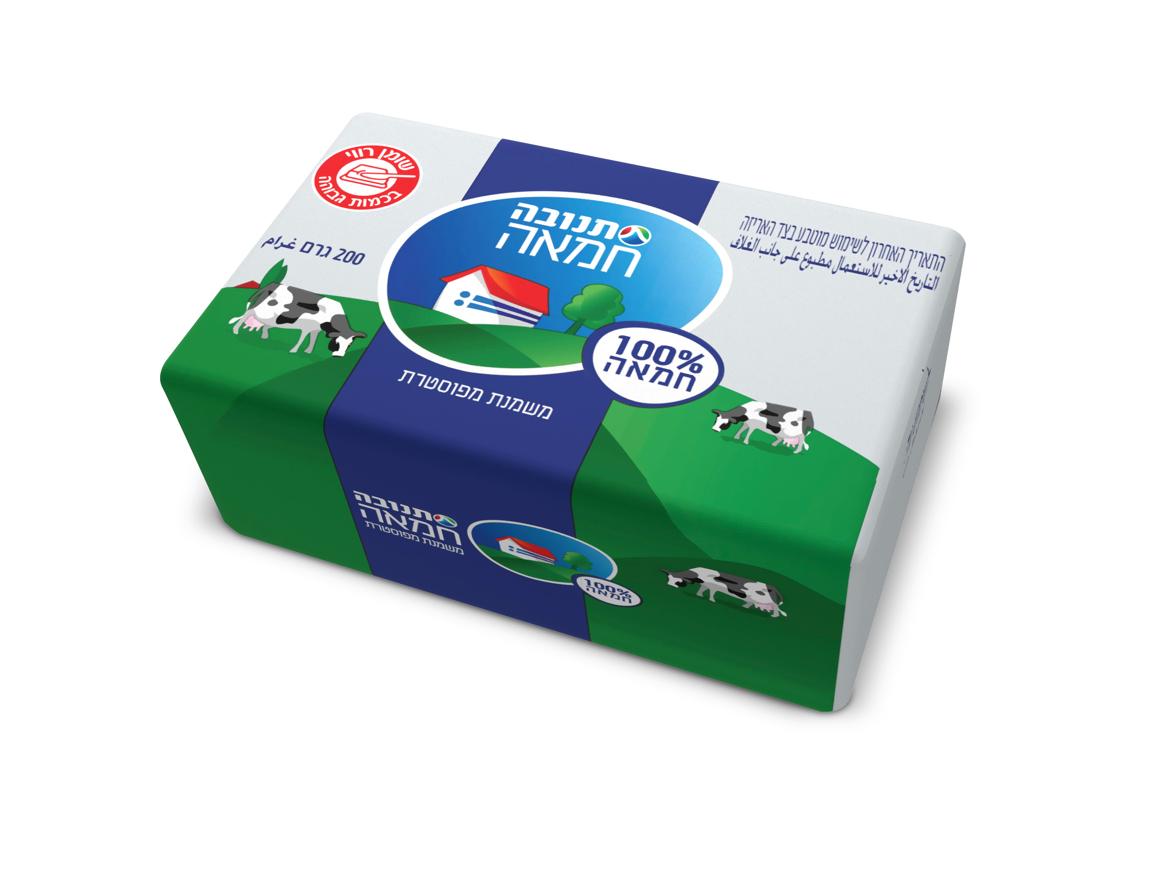 שומן רווי
בכמות גבוהה
200 גרם غرام
תנובה
חמאה
100%
חמאה
משמנת מפוסטרת
התאריך האחרון לשימוש מוטבע בצד האריזה
التاريخ الأخير للاستعمال مطبوع على جانب الغلاف
תנובה
חמאה
משמנת מפוסטרת
100%
חמאה